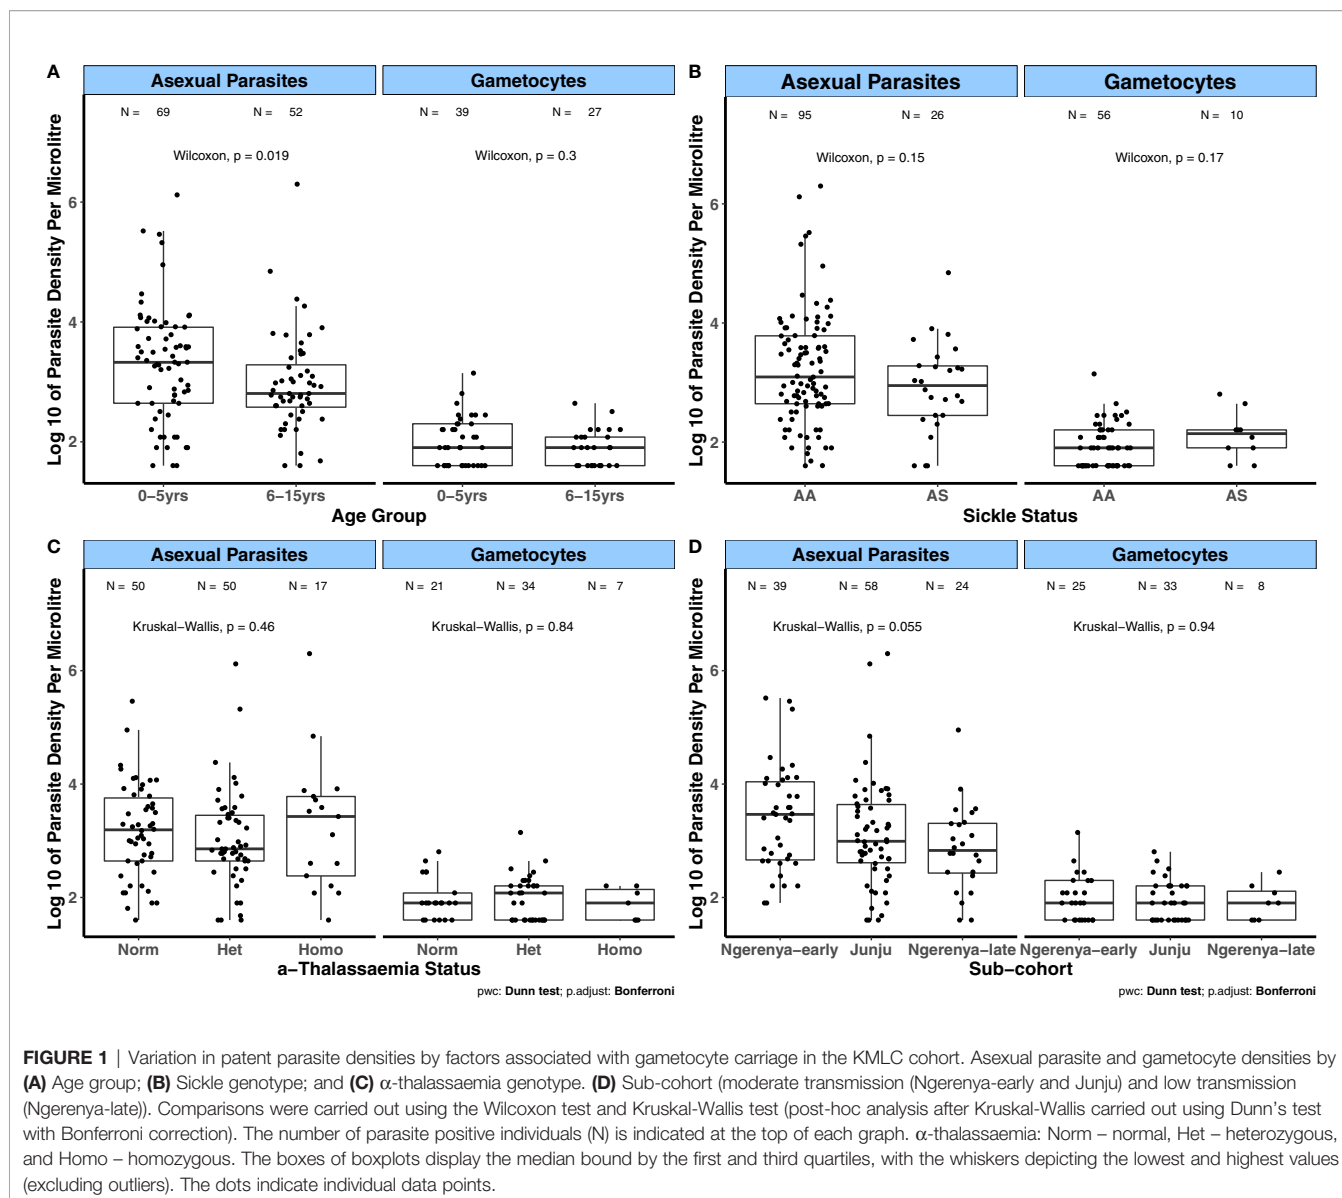 A
Asexual Parasites Gametocytes
N = 69 N = 52 N = 39 N = 27
Wilcoxon, p = 0.019 Wilcoxon, p = 0.3
Log 10 of Parasite Density Per Microlitre
6
4
2
0−5yrs 6−15yrs 0−5yrs 6−15yrs
Age Group
B
Asexual Parasites Gametocytes
N = 95 N = 26 N = 56 N = 10
Wilcoxon, p = 0.15 Wilcoxon, p = 0.17
Log 10 of Parasite Density Per Microlitre
6
4
2
AA AS AA AS
Sickle Status
C
Asexual Parasites Gametocytes
N = 50 N = 50 N = 17 N = 21 N = 34 N = 7
Kruskal−Wallis, p = 0.46 Kruskal−Wallis, p = 0.84
Log 10 of Parasite Density Per Microlitre
6
4
2
Norm Het Homo Norm Het Homo
a−Thalassaemia Status
pwc: Dunn test; p.adjust: Bonferroni
D
Asexual Parasites Gametocytes
N = 39 N = 58 N = 24 N = 25 N = 33 N = 8
Kruskal−Wallis, p = 0.055 Kruskal−Wallis, p = 0.94
Log 10 of Parasite Density Per Microlitre
6
4
2
Ngerenya−early Junju Ngerenya−late Ngerenya−early Junju Ngerenya−late
Sub−cohort
pwc: Dunn test; p.adjust: Bonferroni
FIGURE 1 | Variation in patent parasite densities by factors associated with gametocyte carriage in the KMLC cohort. Asexual parasite and gametocyte densities by
(A) Age group; (B) Sickle genotype; and (C) α-thalassaemia genotype. (D) Sub-cohort (moderate transmission (Ngerenya-early and Junju) and low transmission
(Ngerenya-late)). Comparisons were carried out using the Wilcoxon test and Kruskal-Wallis test (post-hoc analysis after Kruskal-Wallis carried out using Dunn's test
with Bonferroni correction). The number of parasite positive individuals (N) is indicated at the top of each graph. α-thalassaemia: Norm – normal, Het – heterozygous,
and Homo – homozygous. The boxes of boxplots display the median bound by the first and third quartiles, with the whiskers depicting the lowest and highest values
(excluding outliers). The dots indicate individual data points.